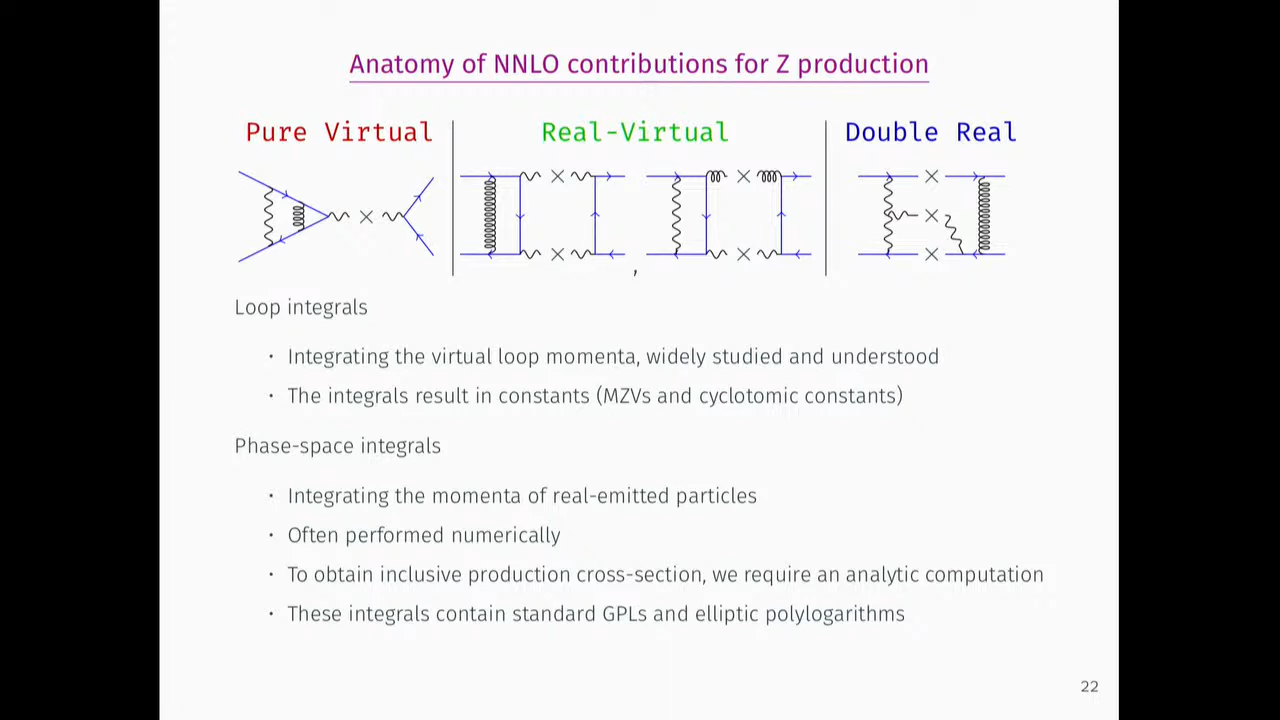 Anatomy of NNLO contributions for Z production
Pure Virtual
Real-Virtual
Double Real
,
Loop integrals
· Integrating the virtual loop momenta, widely studied and understood
· The integrals result in constants (MZVs and cyclotomic constants)
Phase-space integrals
· Integrating the momenta of real-emitted particles
· Often performed numerically
· To obtain inclusive production cross-section, we require an analytic computation
· These integrals contain standard GPLs and elliptic polylogarithms
22